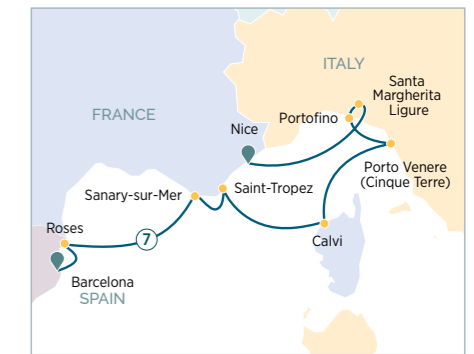 ITALY
Santa
Margherita
Ligure
FRANCE
Portofino
Nice
Porto Venere
(Cinque Terre)
Sanary-sur-Mer
Saint-Tropez
Roses
7
Calvi
Barcelona
SPAIN